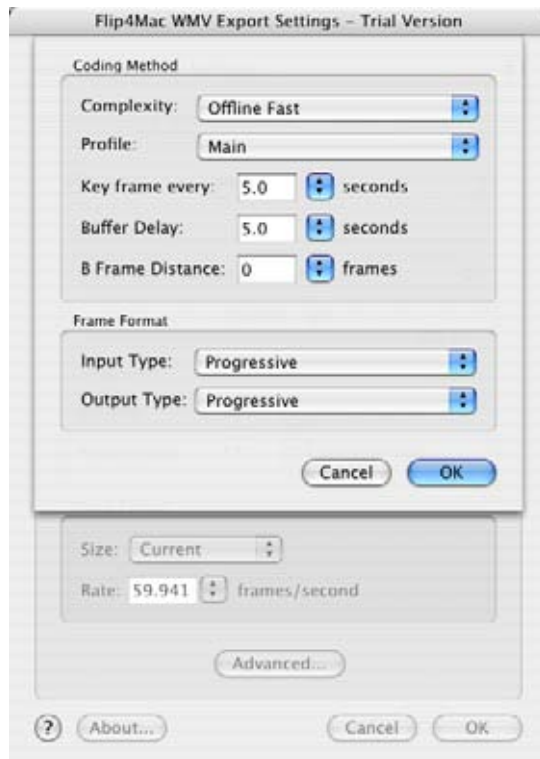 Flip4Mac WMV Export Settings – Trial Version
Coding Method
Complexity: Offline Fast
Profile: Main
Key frame every: 5.0 seconds
Buffer Delay: 5.0 seconds
B Frame Distance: 0 frames
Frame Format
Input Type: Progressive
Output Type: Progressive
Cancel OK
Size: Current
Rate: 59.941 frames/second
Advanced...
? About... Cancel OK